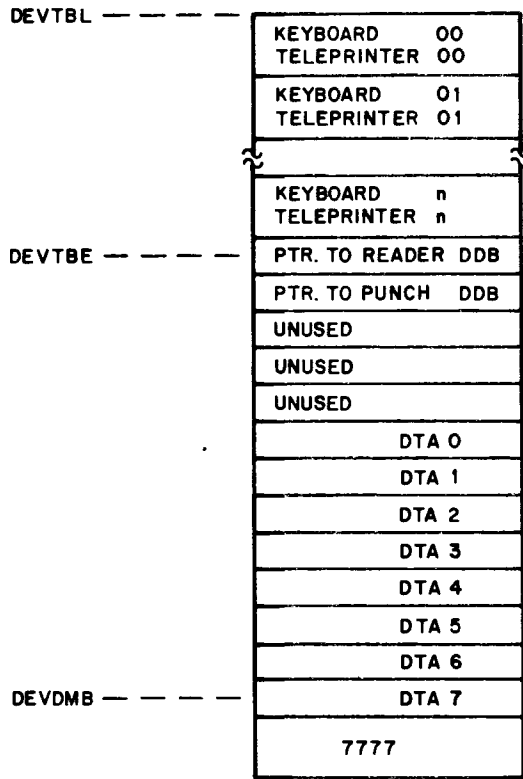 DEVTBL — — — —
KEYBOARD 00
TELEPRINTER 00
KEYBOARD 01
TELEPRINTER 01
KEYBOARD n
TELEPRINTER n
DEVTBE — — — — PTR. TO READER DDB
PTR. TO PUNCH DDB
UNUSED
UNUSED
UNUSED
DTA 0
DTA 1
DTA 2
DTA 3
DTA 4
DTA 5
DTA 6
DEVDMB — — — — DTA 7
7777